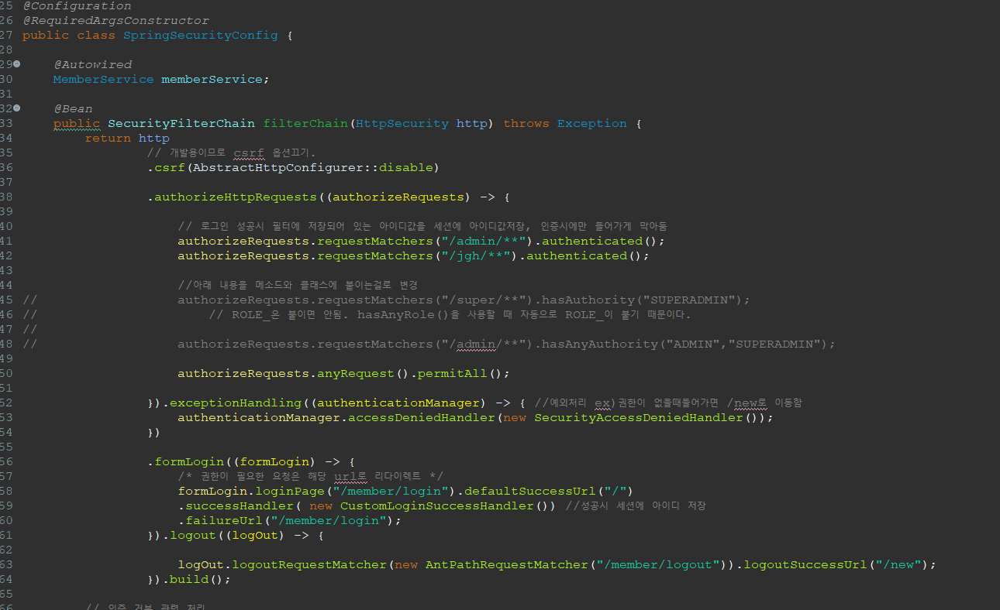 25 @Configuration
26 @RequiredArgsConstructor
27 public class SpringSecurityConfig {
28
29 @Autowired
30 MemberService memberService;
31
32 @Bean
33 public SecurityFilterChain filterChain(HttpSecurity http) throws Exception {
34 return http
35 // 개발용이므로 csrf 옵션끄기.
36 .csrf(AbstractHttpConfigurer::disable)
37
38 .authorizeHttpRequests((authorizeRequests) -> {
39
40 // 로그인 성공시 필터에 저장되어 있는 아이디값을 세션에 아이디값저장, 인증시에만 들어가게 막아둠
41 authorizeRequests.requestMatchers("/admin/**").authenticated();
42 authorizeRequests.requestMatchers("/jgh/**").authenticated();
43
44 //아래 내용을 메소드와 클래스에 붙이는걸로 변경
45 // authorizeRequests.requestMatchers("/super/**").hasAuthority("SUPERADMIN");
46 // // ROLE_은 붙이면 안됨. hasAnyRole()을 사용할 때 자동으로 ROLE_이 붙기 때문이다.
47 //
48 // authorizeRequests.requestMatchers("/admin/**").hasAnyAuthority("ADMIN","SUPERADMIN");
49
50 authorizeRequests.anyRequest().permitAll();
51
52 }).exceptionHandling((authenticationManager) -> { //예외처리 ex)권한이 없을때들어가면 /new로 이동함
53 authenticationManager.accessDeniedHandler(new SecurityAccessDeniedHandler());
54 })
55
56 .formLogin((formLogin) -> {
57 /* 권한이 필요한 요청은 해당 url로 리다이렉트 */
58 formLogin.loginPage("/member/login").defaultSuccessUrl("/")
59 .successHandler( new CustomLoginSuccessHandler()) //성공시 세션에 아이디 저장
60 .failureUrl("/member/login");
61 }).logout((logOut) -> {
62
63 logOut.logoutRequestMatcher(new AntPathRequestMatcher("/member/logout")).logoutSuccessUrl("/new");
64 }).build();
65
66 // 인증 거부 관련 처리